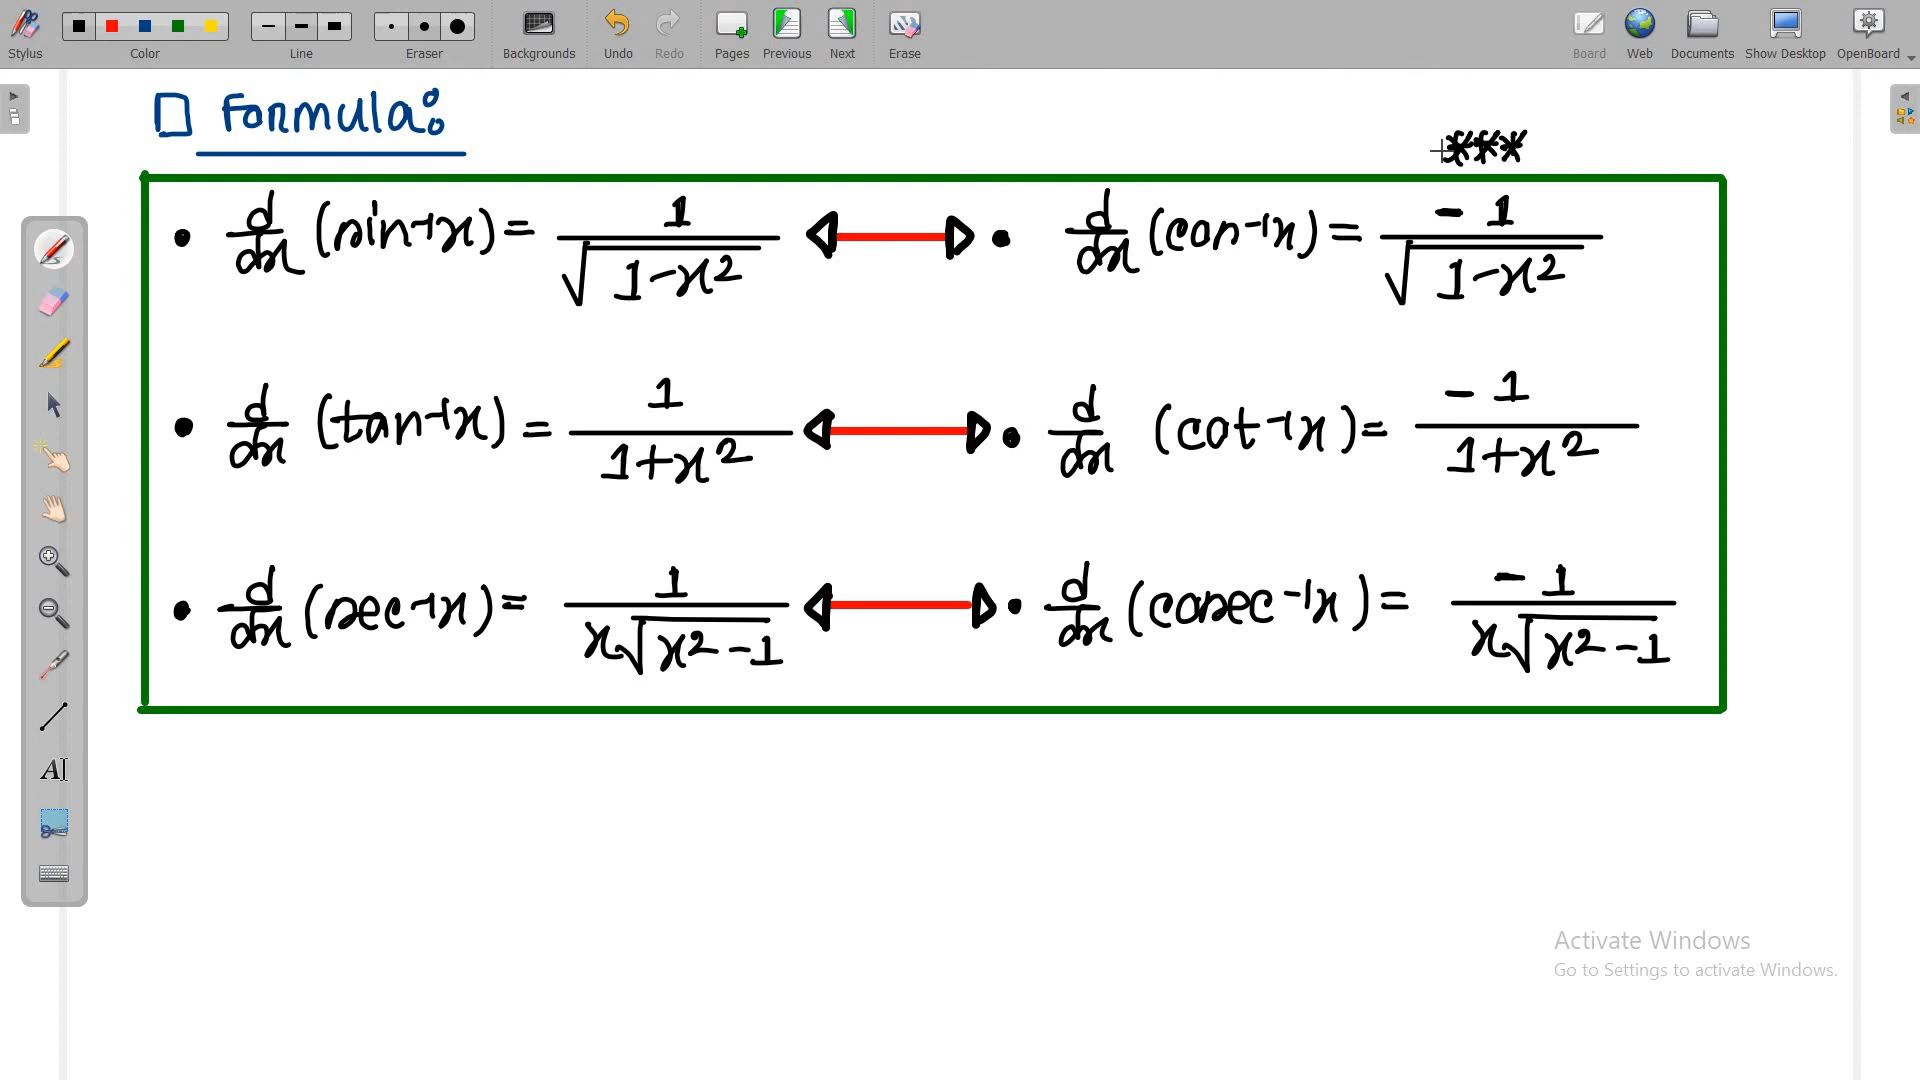 Stylus Color Line Eraser Backgrounds Undo Redo Pages Previous Next Erase Board Web Documents Show Desktop OpenBoard
□ Formula:
***
• d/dx (sin⁻¹x) = 1/√(1-x²) • d/dx (cos⁻¹x) = -1/√(1-x²)
• d/dx (tan⁻¹x) = 1/(1+x²) • d/dx (cot⁻¹x) = -1/(1+x²)
• d/dx (sec⁻¹x) = 1/(x√(x²-1)) • d/dx (cosec⁻¹x) = -1/(x√(x²-1))
Activate Windows
Go to Settings to activate Windows.